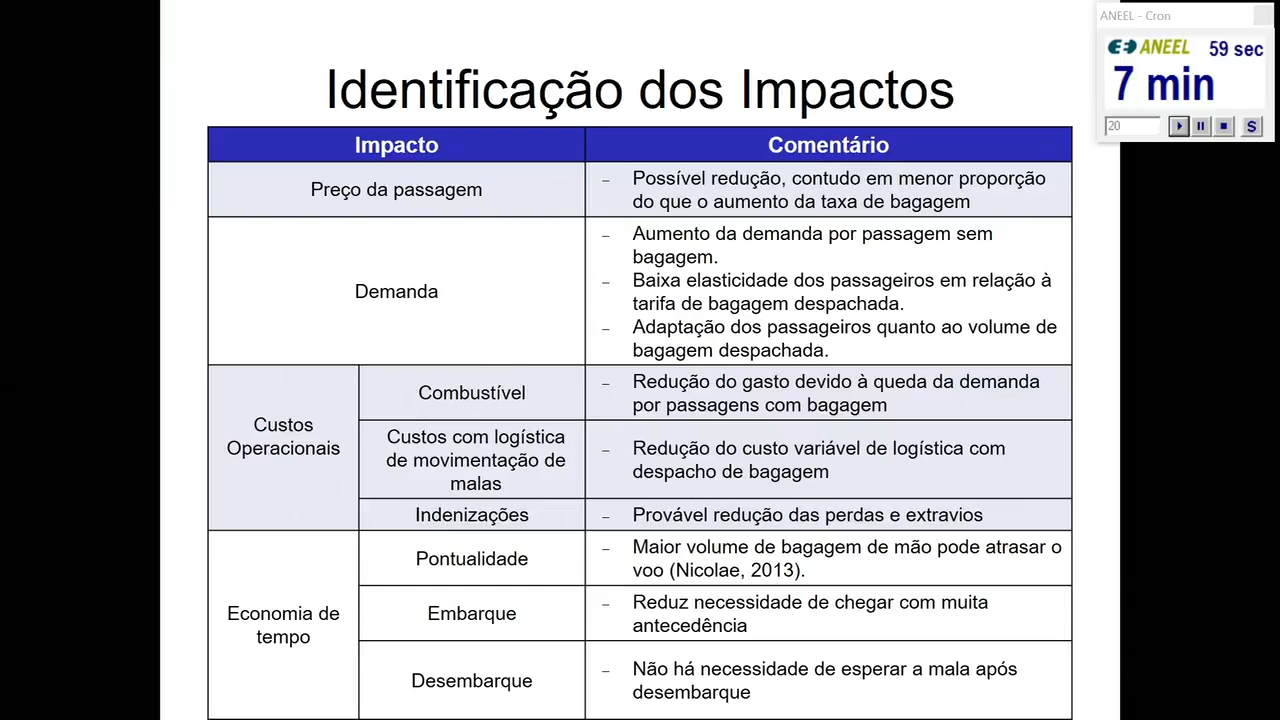 ANEEL - Cron
ANEEL 59 sec
7 min
20
S
Identificação dos Impactos
Impacto
Comentário
Preço da passagem
– Possível redução, contudo em menor proporção
do que o aumento da taxa de bagagem
Demanda
– Aumento da demanda por passagem sem
bagagem.
– Baixa elasticidade dos passageiros em relação à
tarifa de bagagem despachada.
– Adaptação dos passageiros quanto ao volume de
bagagem despachada.
Custos
Operacionais
Combustível
– Redução do gasto devido à queda da demanda
por passagens com bagagem
Custos com logística
de movimentação de
malas
– Redução do custo variável de logística com
despacho de bagagem
Indenizações
– Provável redução das perdas e extravios
Economia de
tempo
Pontualidade
– Maior volume de bagagem de mão pode atrasar o
voo (Nicolae, 2013).
Embarque
– Reduz necessidade de chegar com muita
antecedência
Desembarque
– Não há necessidade de esperar a mala após
desembarque